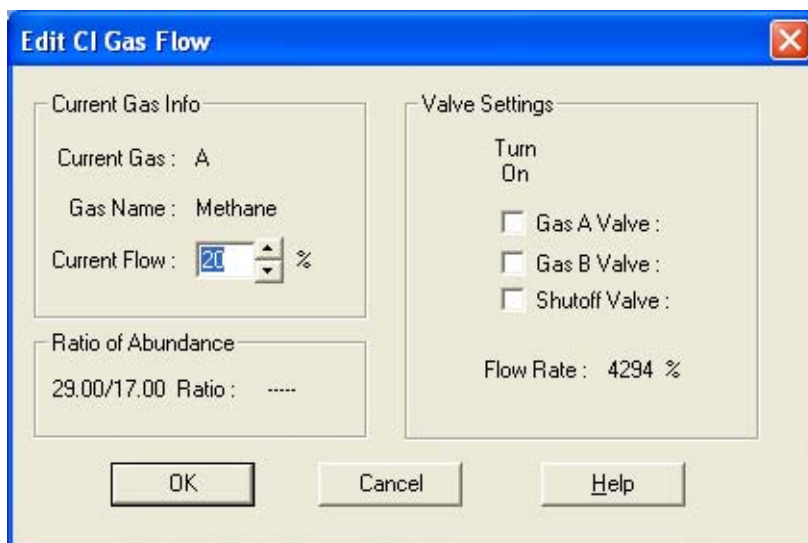 Edit CI Gas Flow
Current Gas Info
Current Gas : A
Gas Name : Methane
Current Flow : 20 %
Ratio of Abundance
29.00/17.00 Ratio : -----
Valve Settings
Turn
On
Gas A Valve :
Gas B Valve :
Shutoff Valve :
Flow Rate : 4294 %
OK
Cancel
Help